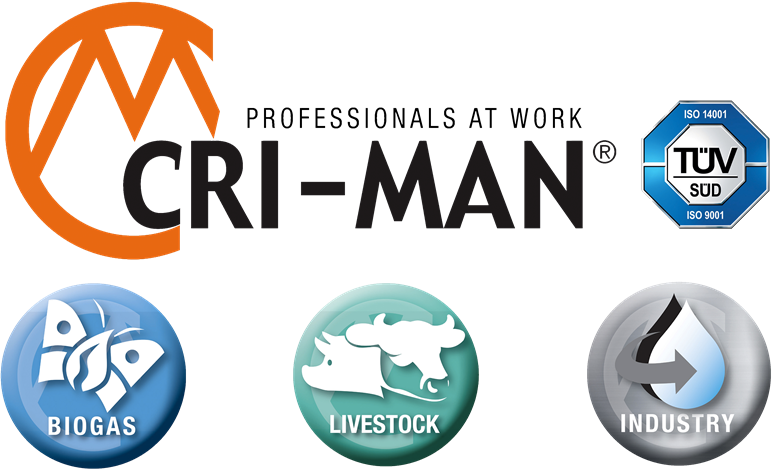 PROFESSIONALS AT WORK
CRI-MAN®
ISO 14001
TÜV
SÜD
ISO 9001
BIOGAS
LIVESTOCK
INDUSTRY